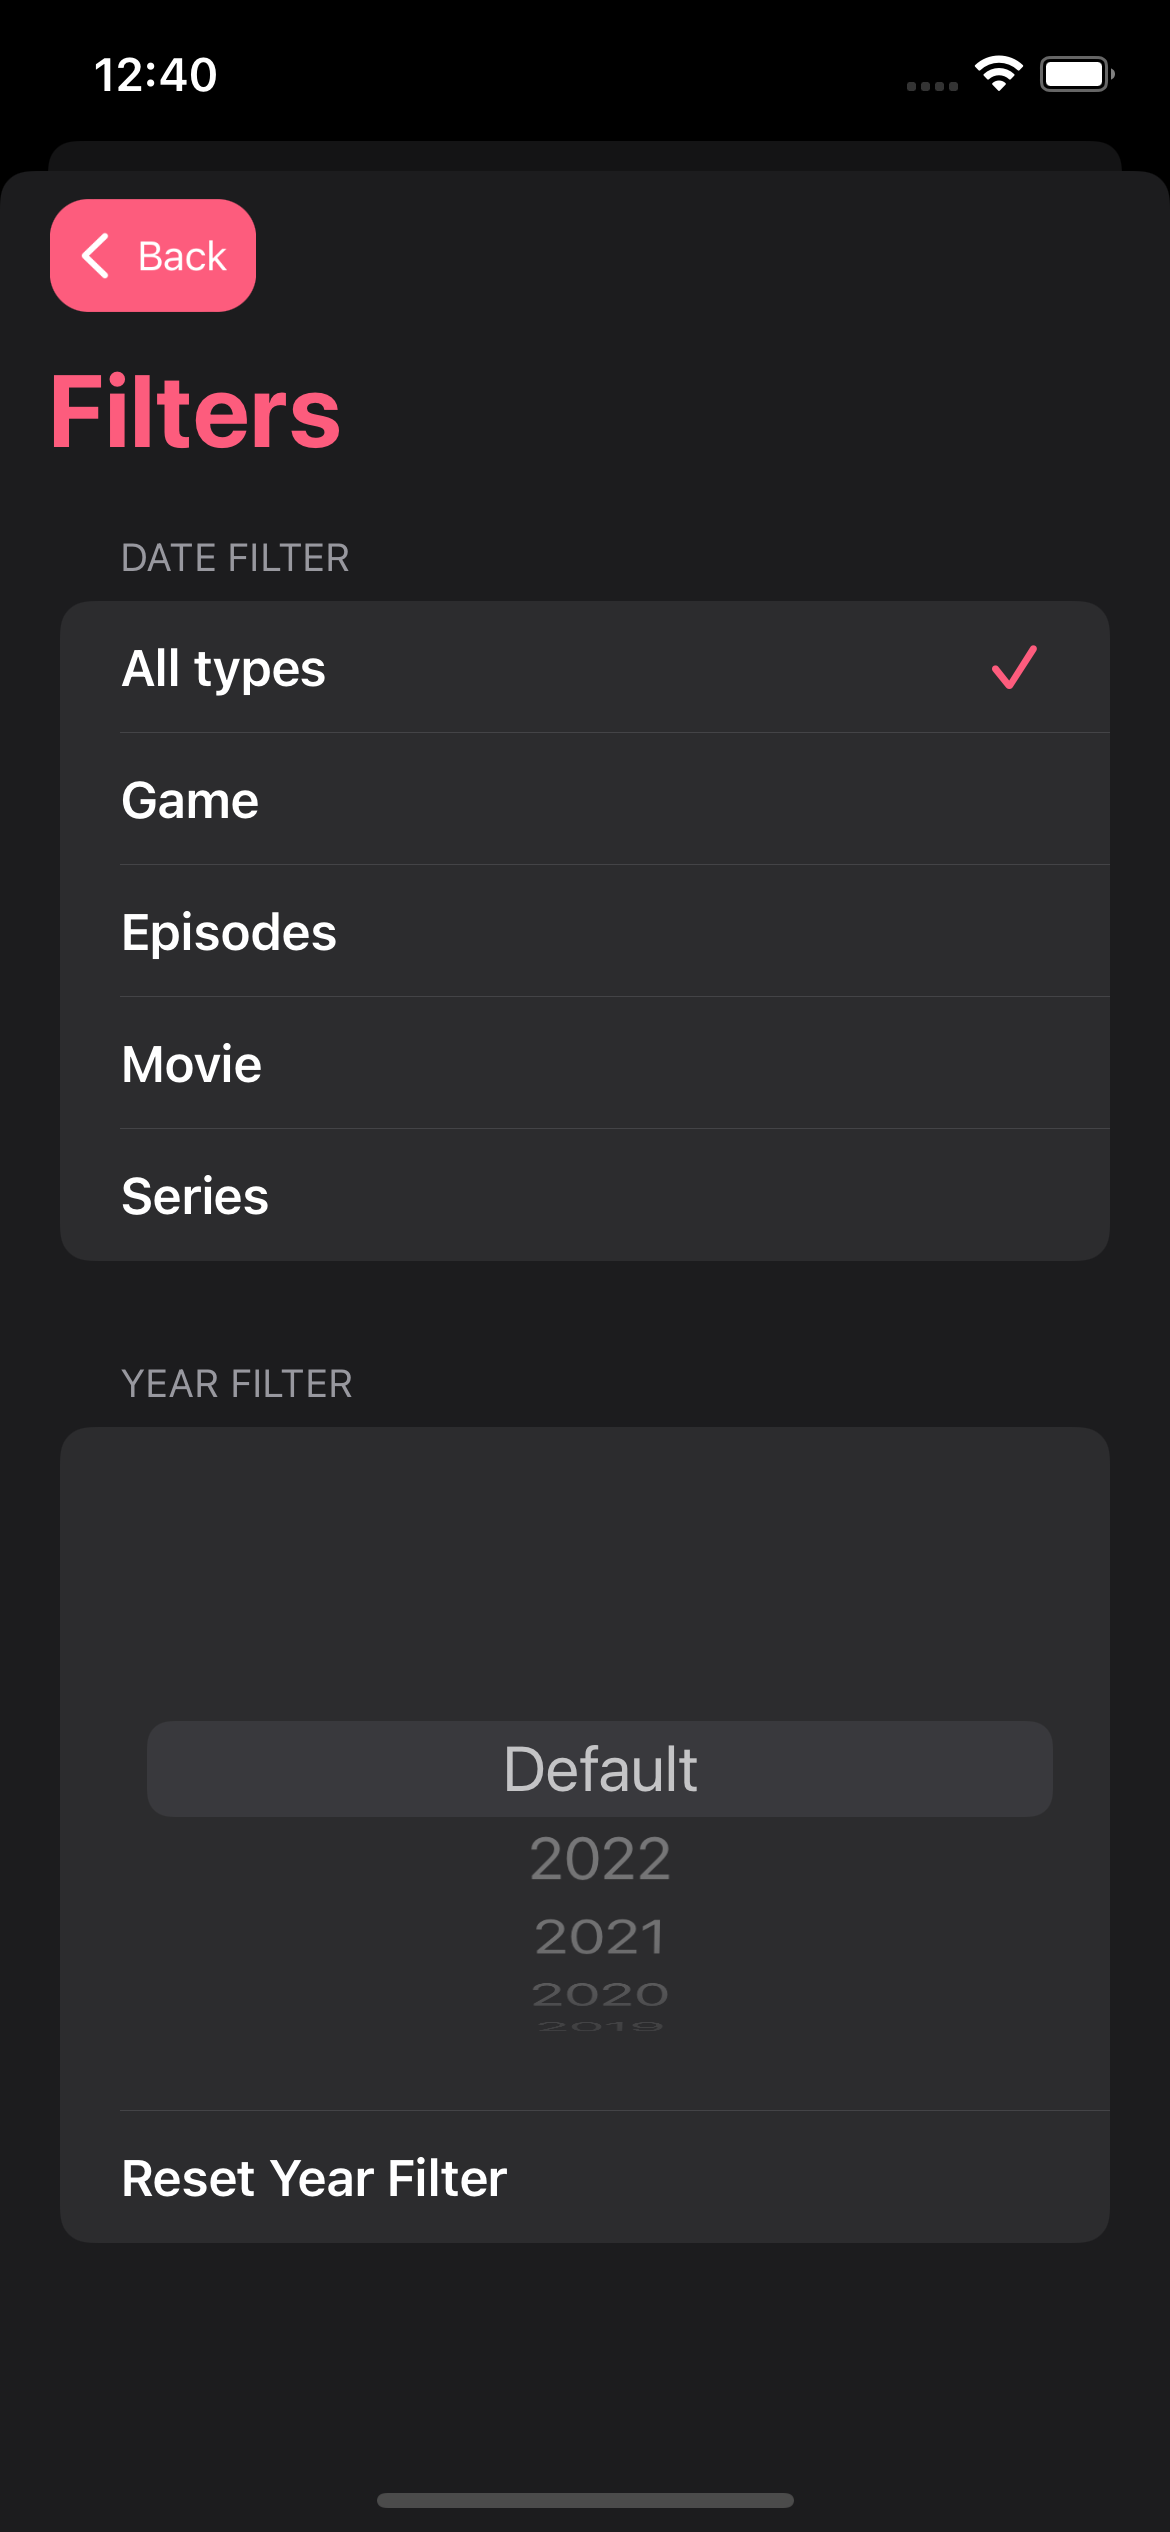 12:40
Back
Filters
DATE FILTER
All types
Game
Episodes
Movie
Series
YEAR FILTER
Default
2022
2021
2020
2019
Reset Year Filter